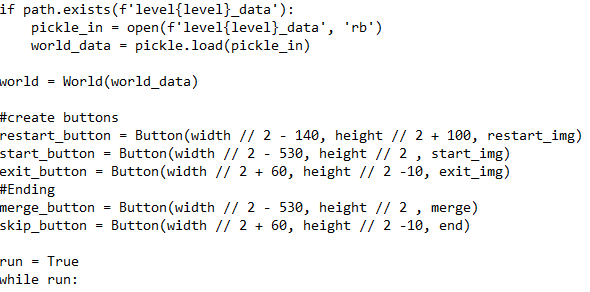 if path.exists(f'level{level}_data'):
    pickle_in = open(f'level{level}_data', 'rb')
    world_data = pickle.load(pickle_in)

world = World(world_data)

#create buttons
restart_button = Button(width // 2 - 140, height // 2 + 100, restart_img)
start_button = Button(width // 2 - 530, height // 2 , start_img)
exit_button = Button(width // 2 + 60, height // 2 -10, exit_img)
#Ending
merge_button = Button(width // 2 - 530, height // 2 , merge)
skip_button = Button(width // 2 + 60, height // 2 -10, end)

run = True
while run: